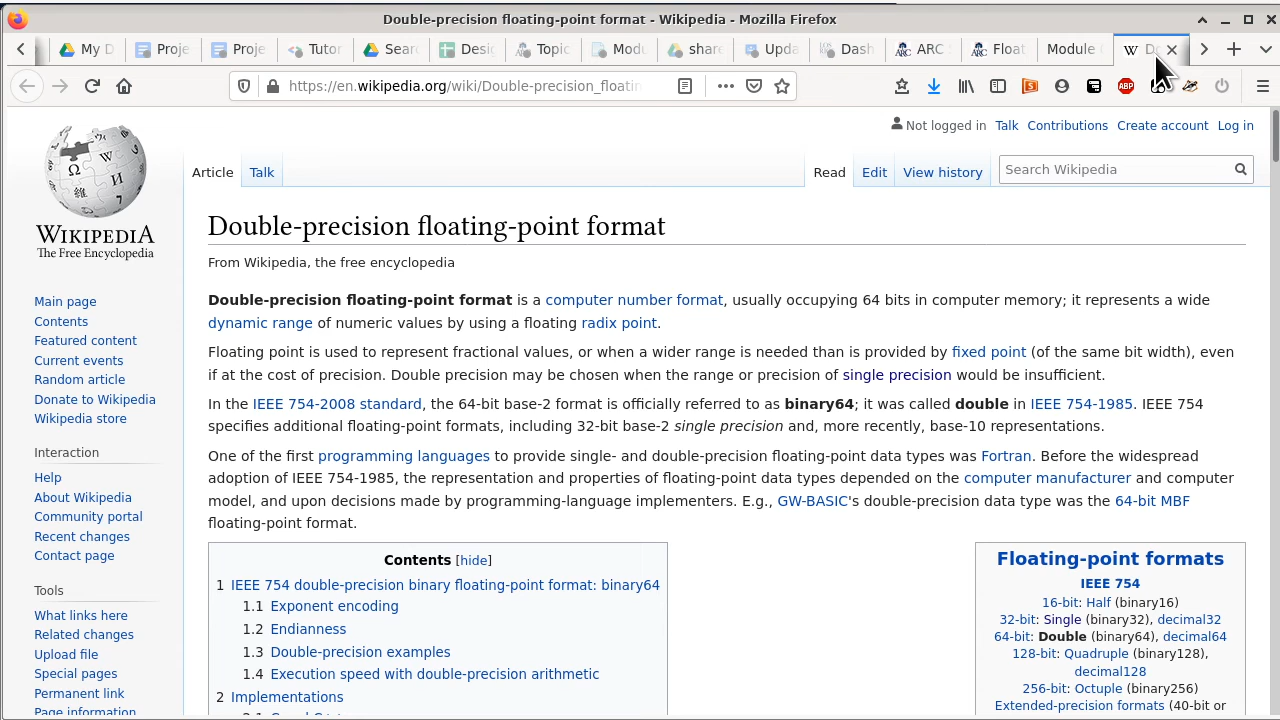 Double-precision floating-point format - Wikipedia - Mozilla Firefox
My D Proje Proje Tutor Sear Desi Topic Modu share Upda Dash ARC S Float Module D
https://en.wikipedia.org/wiki/Double-precision_floatin
ABP
Not logged in Talk Contributions Create account Log in
Article Talk Read Edit View history Search Wikipedia
WIKIPEDIA
The Free Encyclopedia
Main page
Contents
Featured content
Current events
Random article
Donate to Wikipedia
Wikipedia store
Interaction
Help
About Wikipedia
Community portal
Recent changes
Contact page
Tools
What links here
Related changes
Upload file
Special pages
Permanent link
Page information
Double-precision floating-point format
From Wikipedia, the free encyclopedia
Double-precision floating-point format is a computer number format, usually occupying 64 bits in computer memory; it represents a wide
dynamic range of numeric values by using a floating radix point.
Floating point is used to represent fractional values, or when a wider range is needed than is provided by fixed point (of the same bit width), even
if at the cost of precision. Double precision may be chosen when the range or precision of single precision would be insufficient.
In the IEEE 754-2008 standard, the 64-bit base-2 format is officially referred to as binary64; it was called double in IEEE 754-1985. IEEE 754
specifies additional floating-point formats, including 32-bit base-2 single precision and, more recently, base-10 representations.
One of the first programming languages to provide single- and double-precision floating-point data types was Fortran. Before the widespread
adoption of IEEE 754-1985, the representation and properties of floating-point data types depended on the computer manufacturer and computer
model, and upon decisions made by programming-language implementers. E.g., GW-BASIC's double-precision data type was the 64-bit MBF
floating-point format.
Contents [hide]
1 IEEE 754 double-precision binary floating-point format: binary64
1.1 Exponent encoding
1.2 Endianness
1.3 Double-precision examples
1.4 Execution speed with double-precision arithmetic
2 Implementations
Floating-point formats
IEEE 754
16-bit: Half (binary16)
32-bit: Single (binary32), decimal32
64-bit: Double (binary64), decimal64
128-bit: Quadruple (binary128),
decimal128
256-bit: Octuple (binary256)
Extended-precision formats (40-bit or